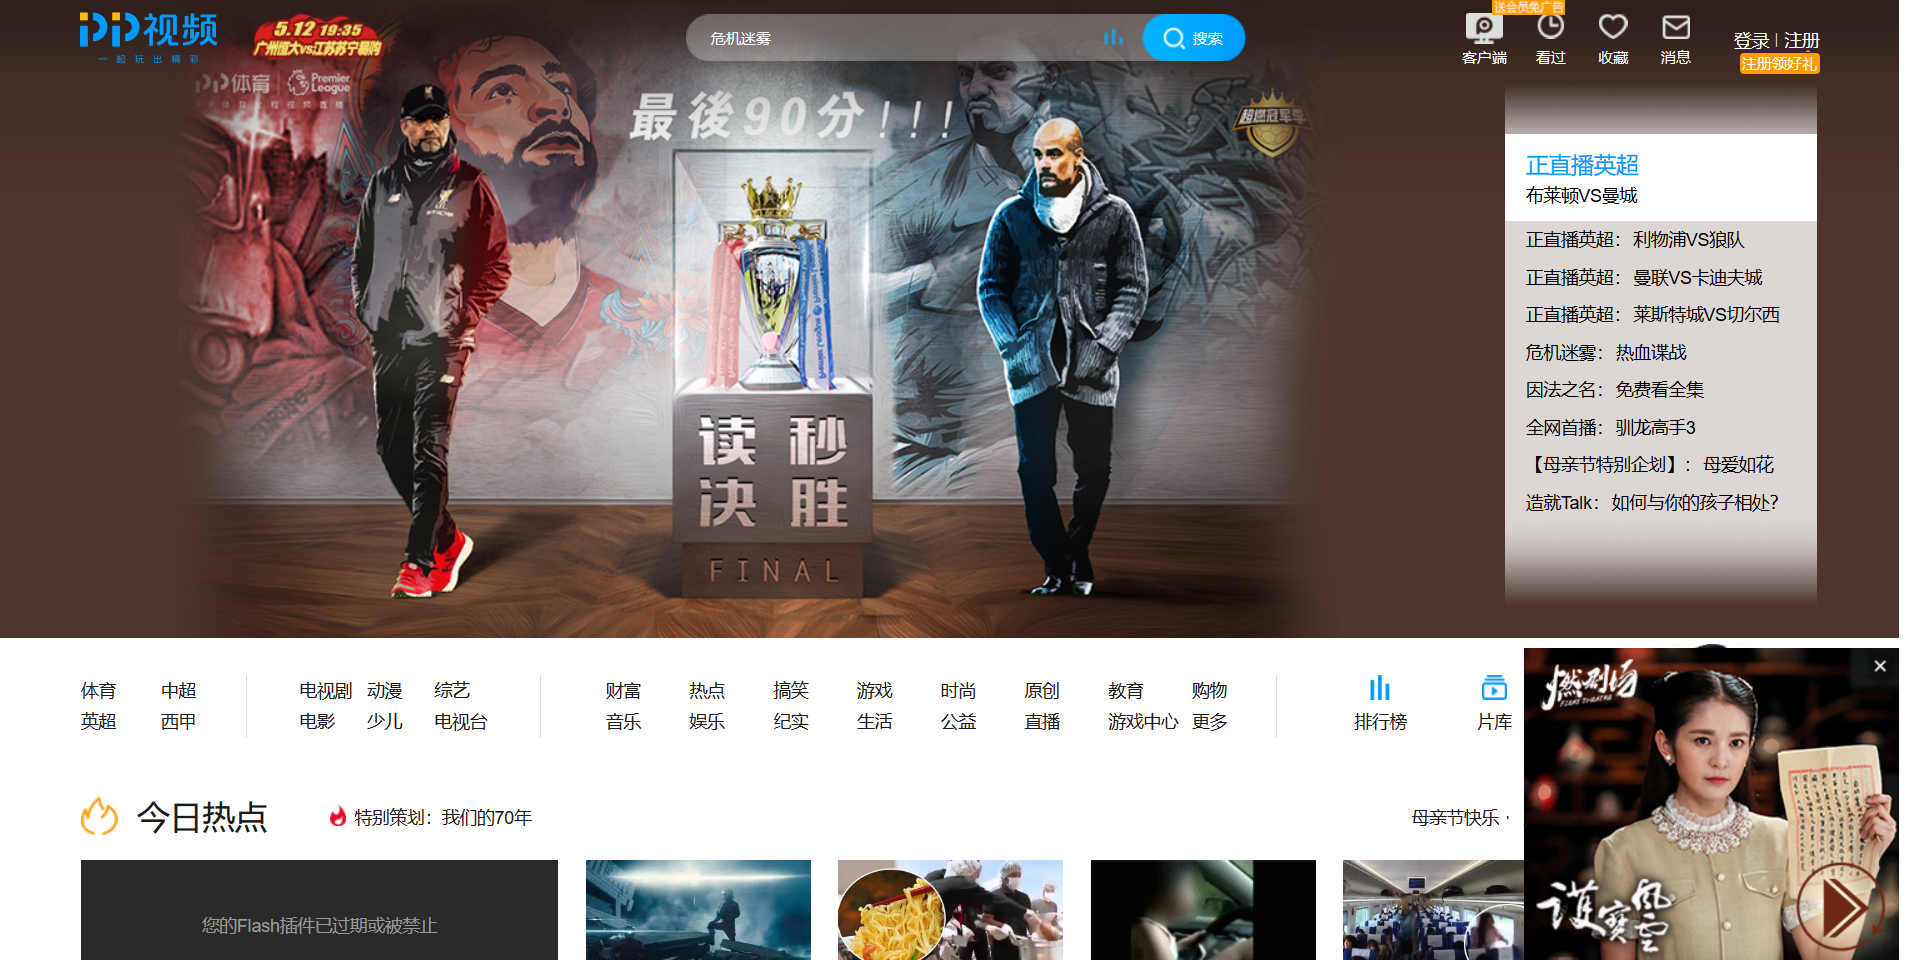 PP视频
一起玩出精彩
5.12 19:35
广州恒大vs江苏苏宁易购
危机迷雾
搜索
送会员免广告
客户端
看过
收藏
消息
登录 | 注册
注册领好礼
PP体育
Premier League
最後90分!!!
超燃冠军季
读秒
决胜
FINAL
正直播英超
布莱顿VS曼城
正直播英超：利物浦VS狼队
正直播英超：曼联VS卡迪夫城
正直播英超：莱斯特城VS切尔西
危机迷雾：热血谍战
因法之名：免费看全集
全网首播：驯龙高手3
【母亲节特别企划】：母爱如花
造就Talk：如何与你的孩子相处?
体育 中超
英超 西甲
电视剧 动漫 综艺
电影 少儿 电视台
财富 热点 搞笑 游戏 时尚 原创 教育 购物
音乐 娱乐 纪实 生活 公益 直播 游戏中心 更多
排行榜
片库
今日热点
特别策划：我们的70年
母亲节快乐 ·
您的Flash插件已过期或被禁止
燃剧场
FIERY THEATRE
护宝风云